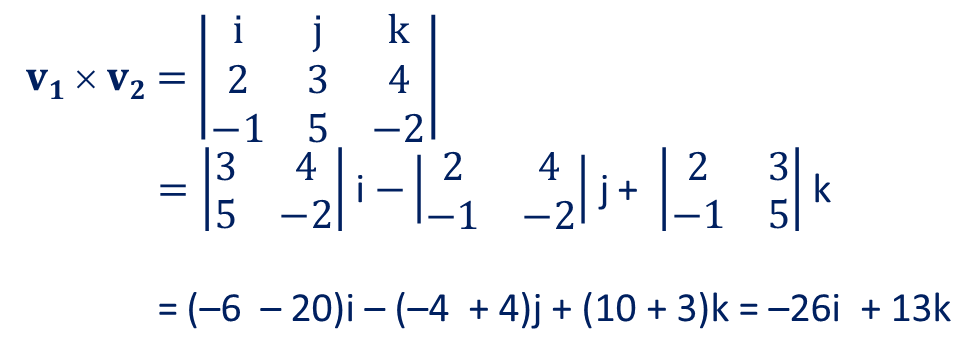 v₁ × v₂ = | i j k |
| 2 3 4 |
| −1 5 −2 |
= |3 4; 5 −2| i − |2 4; −1 −2| j + |2 3; −1 5| k
= (–6 – 20)i – (–4 + 4)j + (10 + 3)k = –26i + 13k